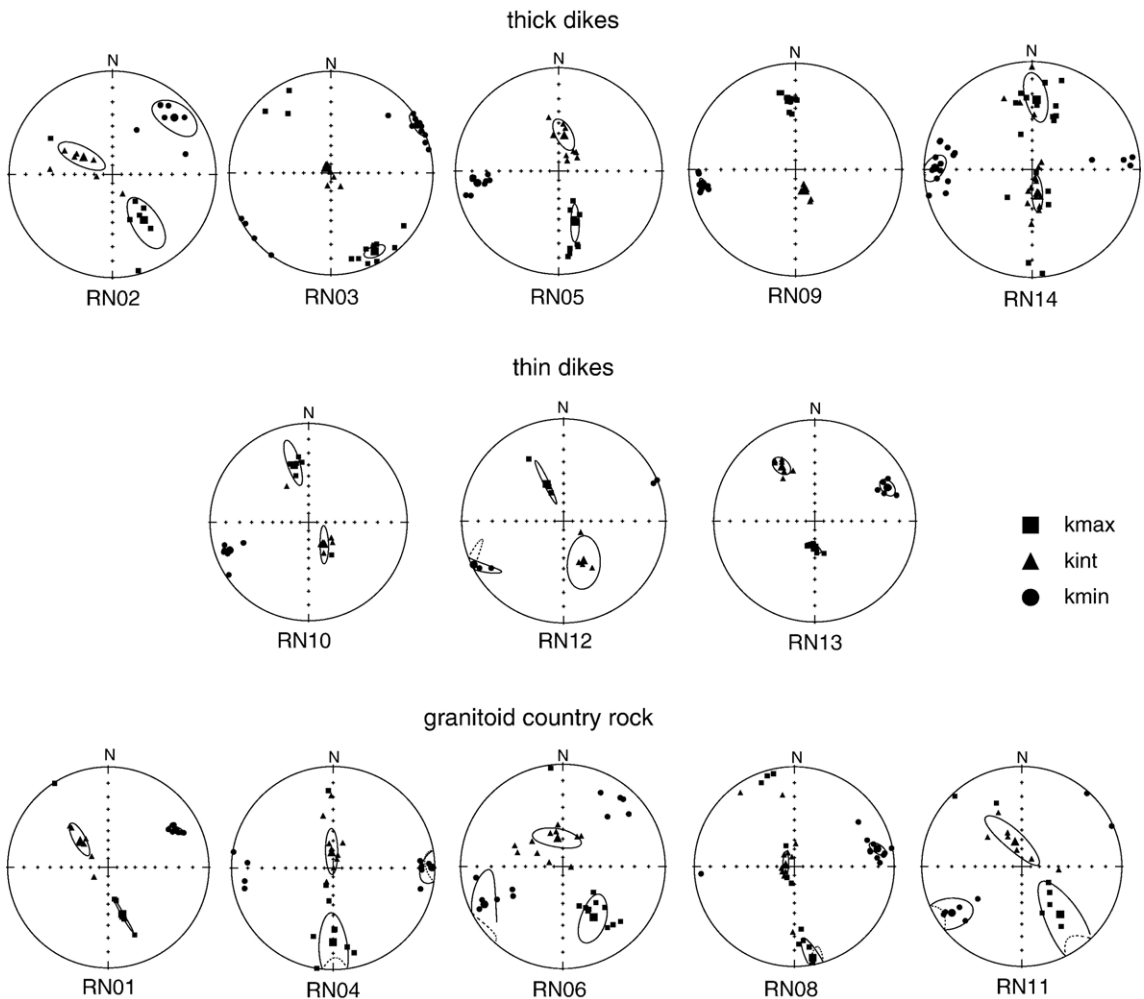 thick dikes
N N N N N
RN02 RN03 RN05 RN09 RN14
thin dikes
N N N
RN10 RN12 RN13
kmax
kint
kmin
granitoid country rock
N N N N N
RN01 RN04 RN06 RN08 RN11